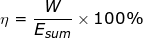 η = W / E_sum × 100%